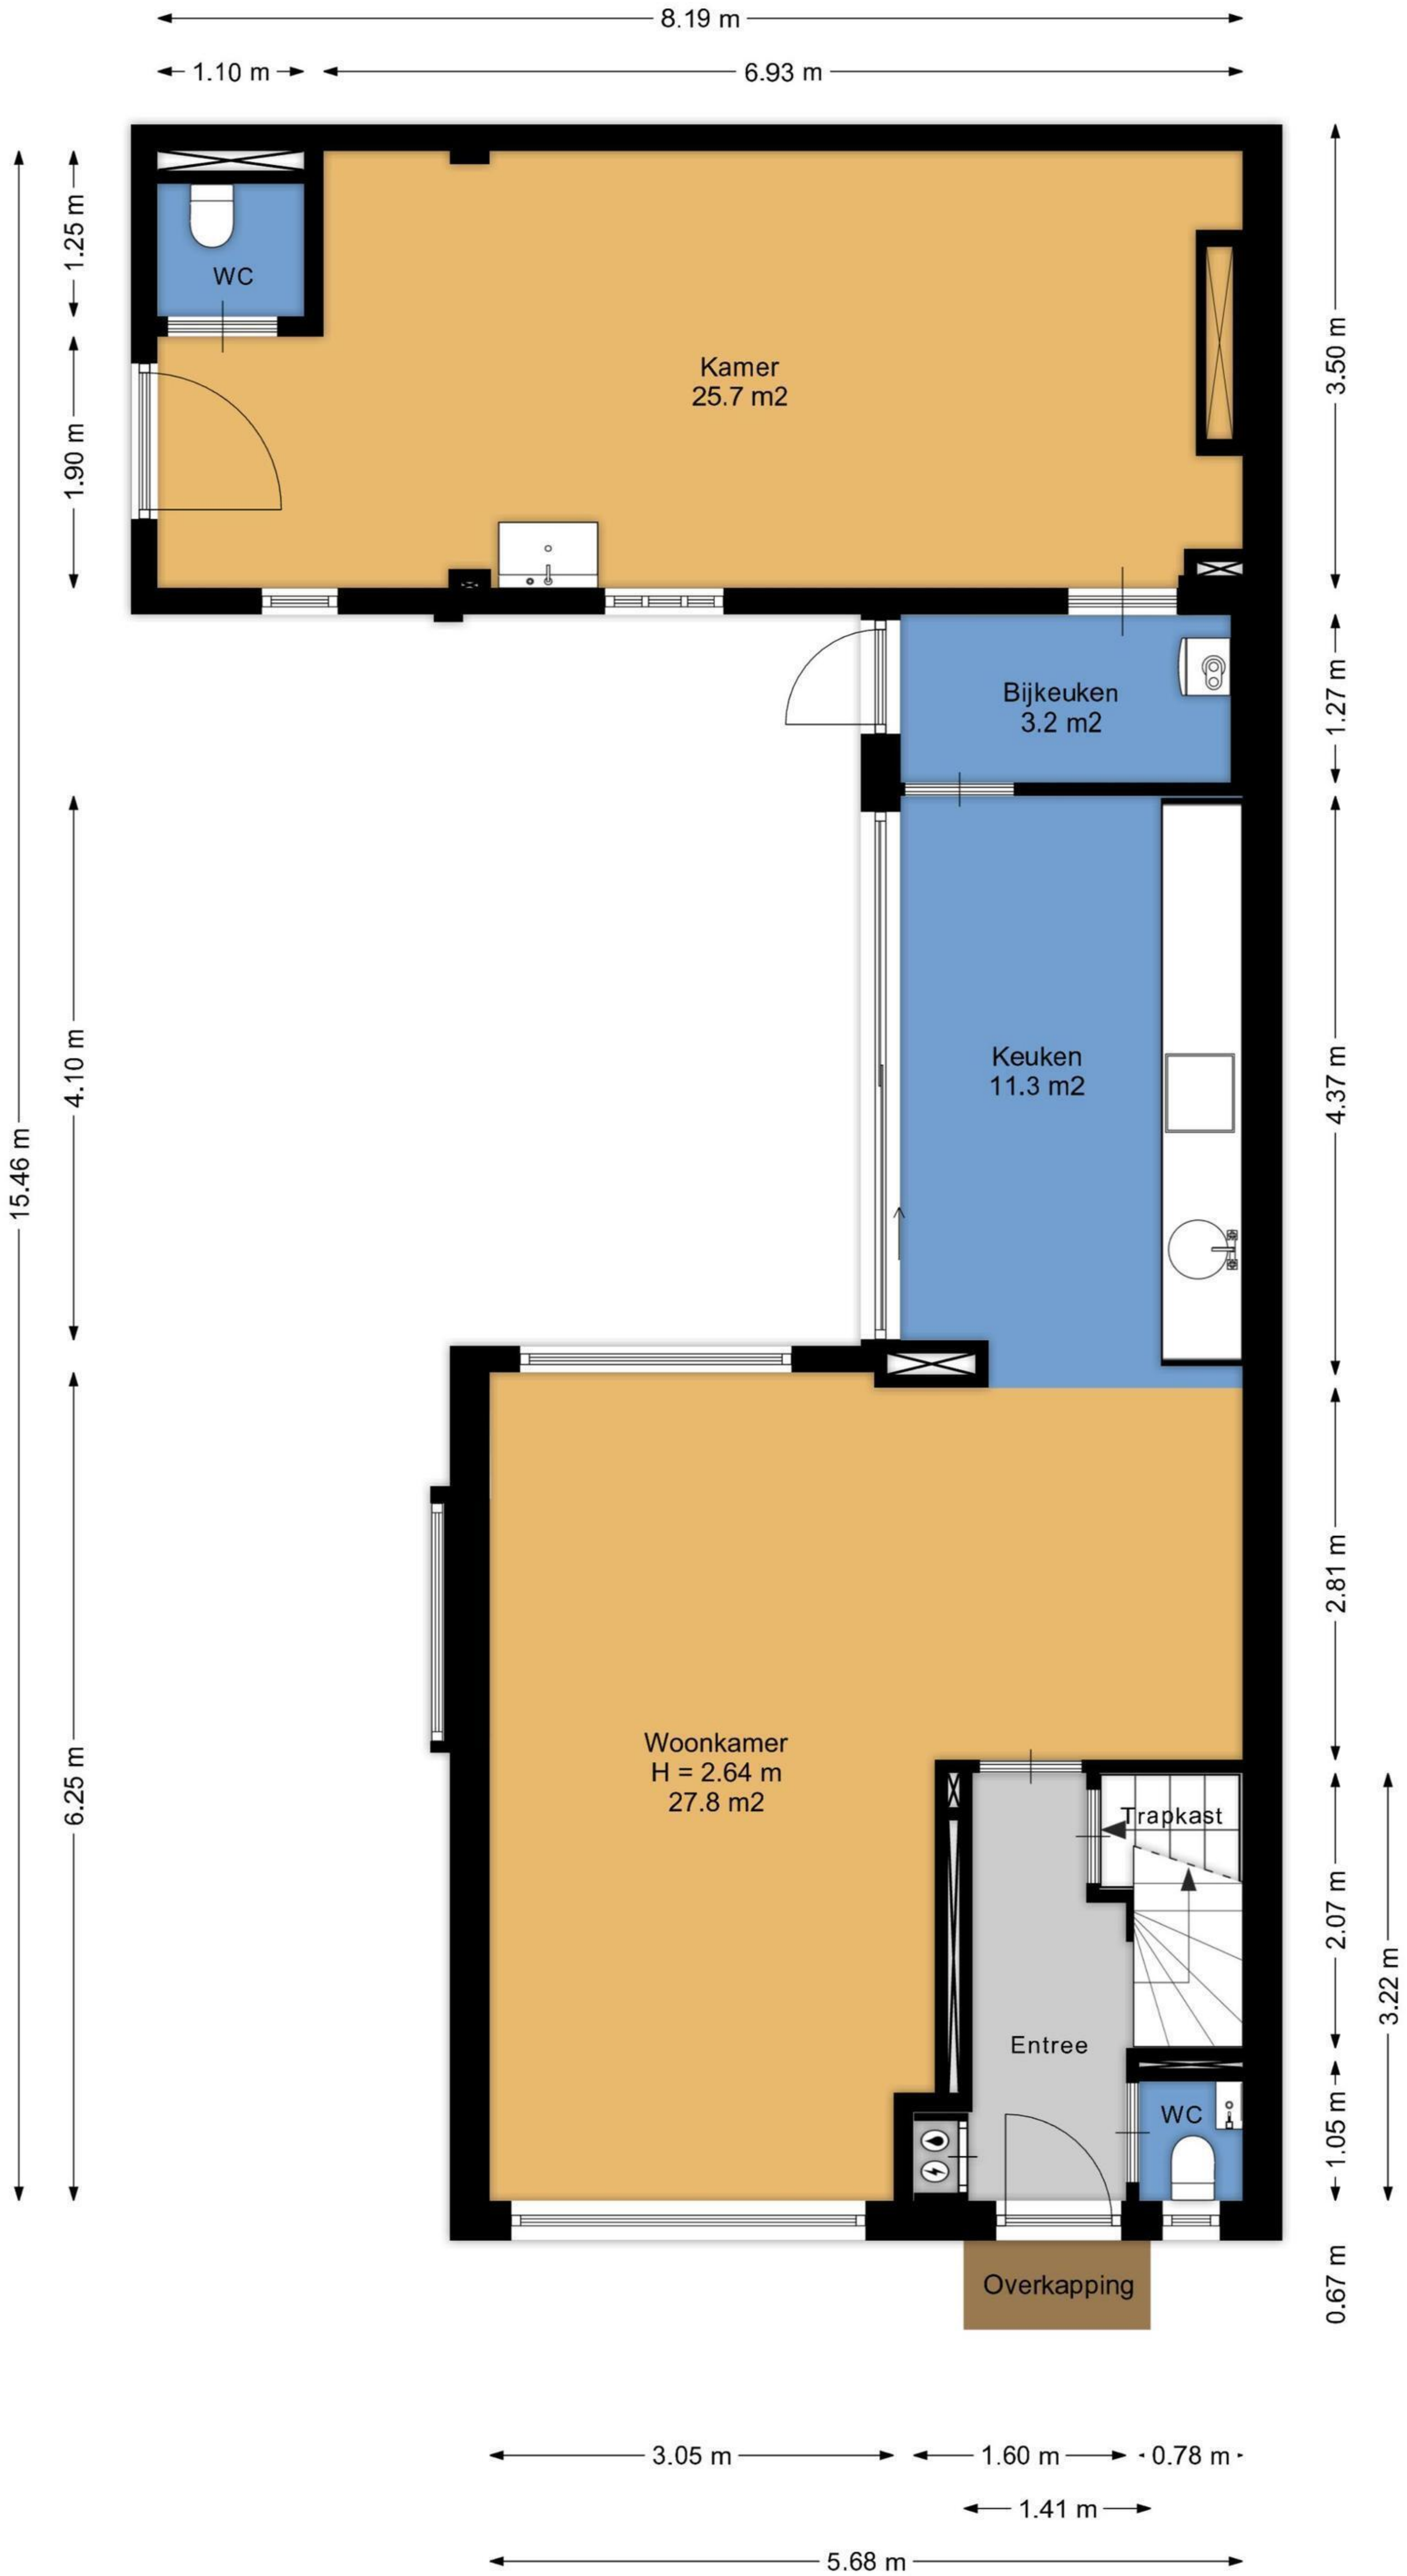 8.19 m
1.10 m
6.93 m
1.25 m
WC
3.50 m
Kamer
25.7 m2
1.90 m
1.27 m
Bijkeuken
3.2 m2
4.10 m
Keuken
11.3 m2
4.37 m
15.46 m
2.81 m
Woonkamer
H = 2.64 m
27.8 m2
6.25 m
Trapkast
2.07 m
3.22 m
Entree
WC
1.05 m
Overkapping
0.67 m
3.05 m
1.60 m
0.78 m
1.41 m
5.68 m